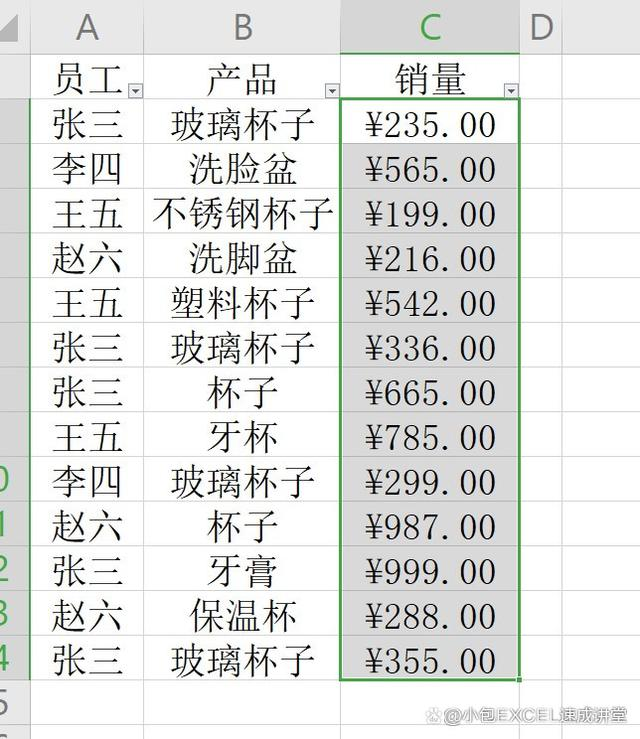 A B C D
员工 产品 销量
张三 玻璃杯子 ¥235.00
李四 洗脸盆 ¥565.00
王五 不锈钢杯子 ¥199.00
赵六 洗脚盆 ¥216.00
王五 塑料杯子 ¥542.00
张三 玻璃杯子 ¥336.00
张三 杯子 ¥665.00
王五 牙杯 ¥785.00
0 李四 玻璃杯子 ¥299.00
1 赵六 杯子 ¥987.00
2 张三 牙膏 ¥999.00
3 赵六 保温杯 ¥288.00
4 张三 玻璃杯子 ¥355.00
5
@小包EXCEL速成讲堂